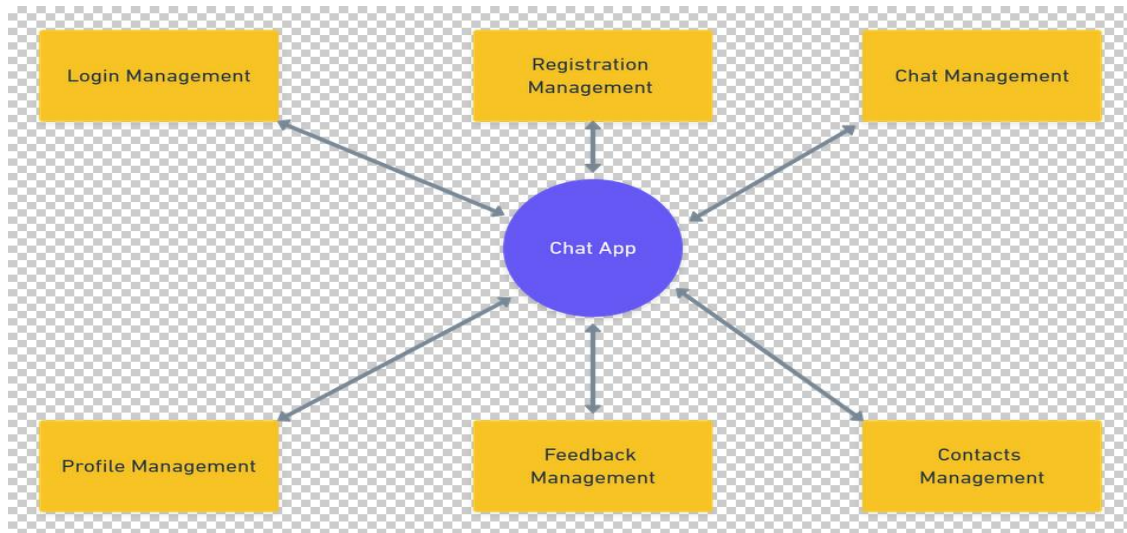 Login Management
Registration
Management
Chat Management
Chat App
Profile Management
Feedback
Management
Contacts
Management